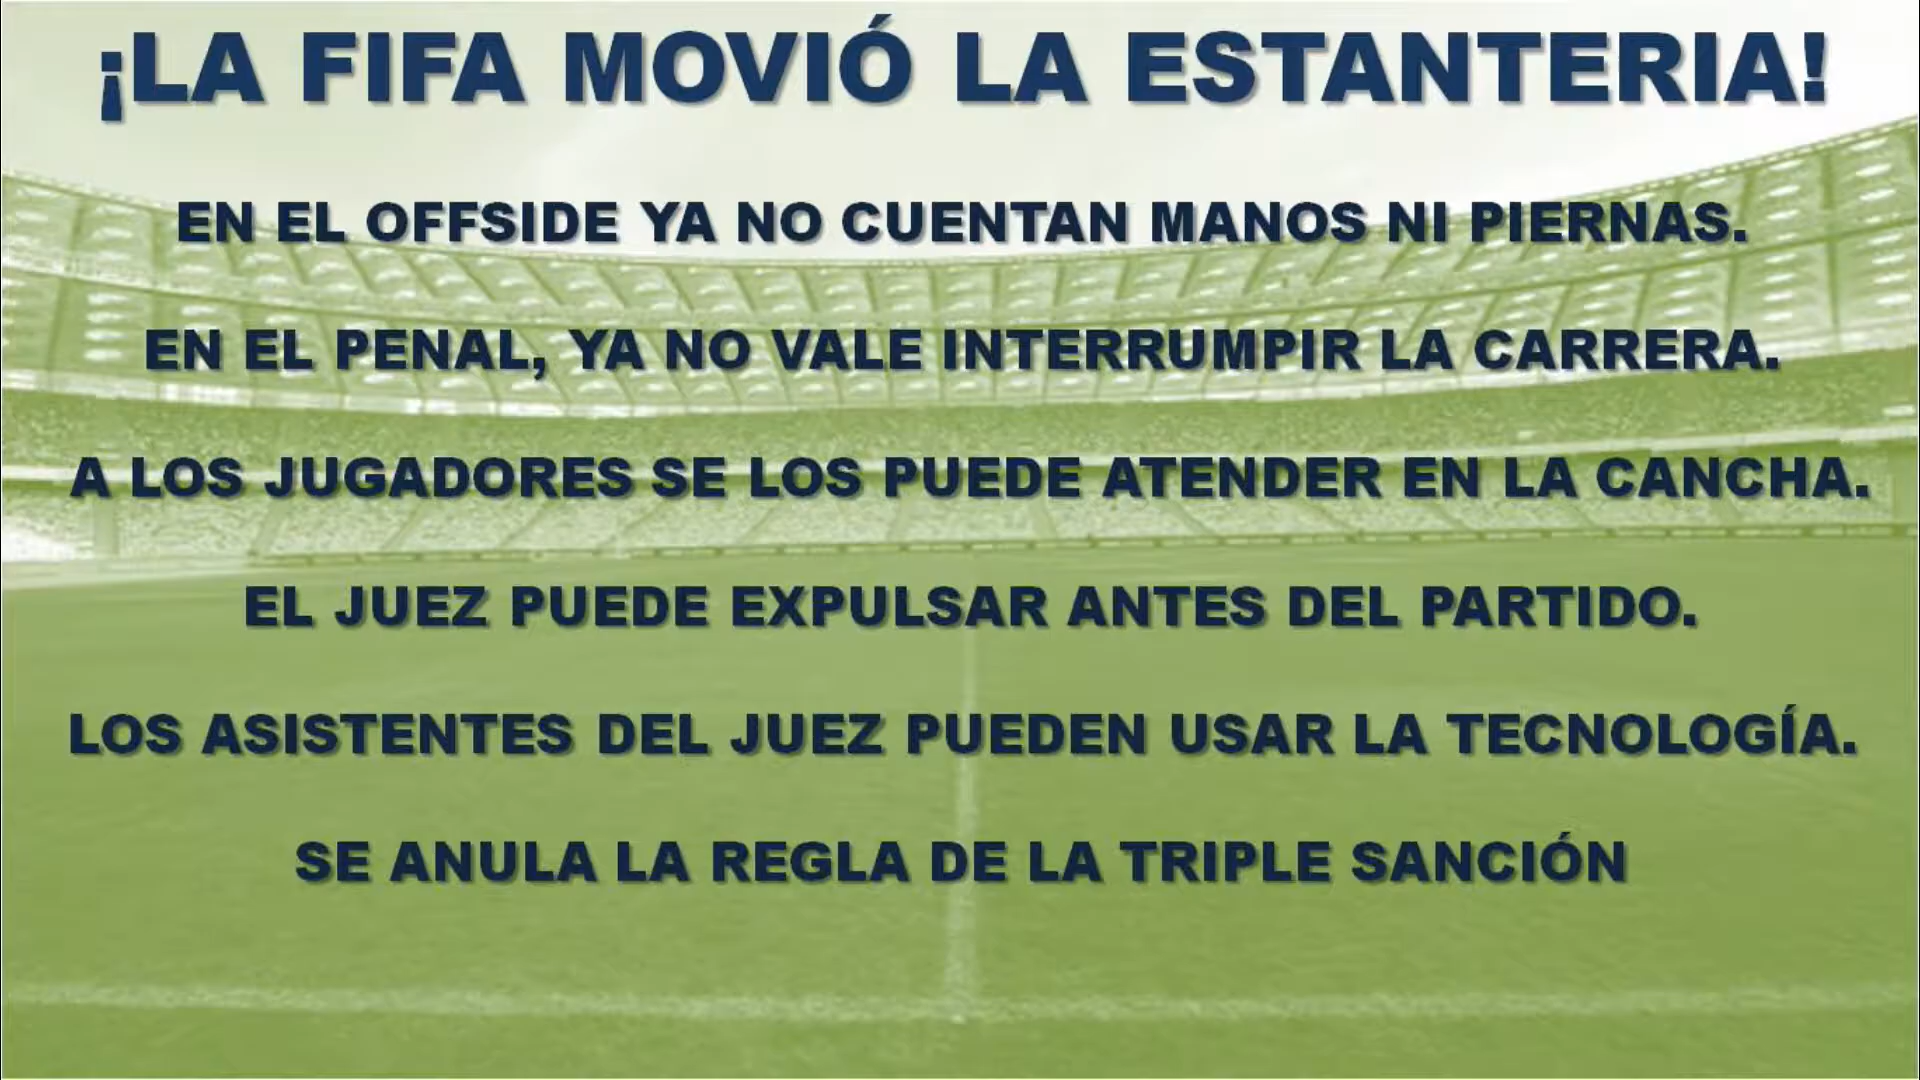 ¡LA FIFA MOVIÓ LA ESTANTERIA!
EN EL OFFSIDE YA NO CUENTAN MANOS NI PIERNAS.
EN EL PENAL, YA NO VALE INTERRUMPIR LA CARRERA.
A LOS JUGADORES SE LOS PUEDE ATENDER EN LA CANCHA.
EL JUEZ PUEDE EXPULSAR ANTES DEL PARTIDO.
LOS ASISTENTES DEL JUEZ PUEDEN USAR LA TECNOLOGÍA.
SE ANULA LA REGLA DE LA TRIPLE SANCIÓN